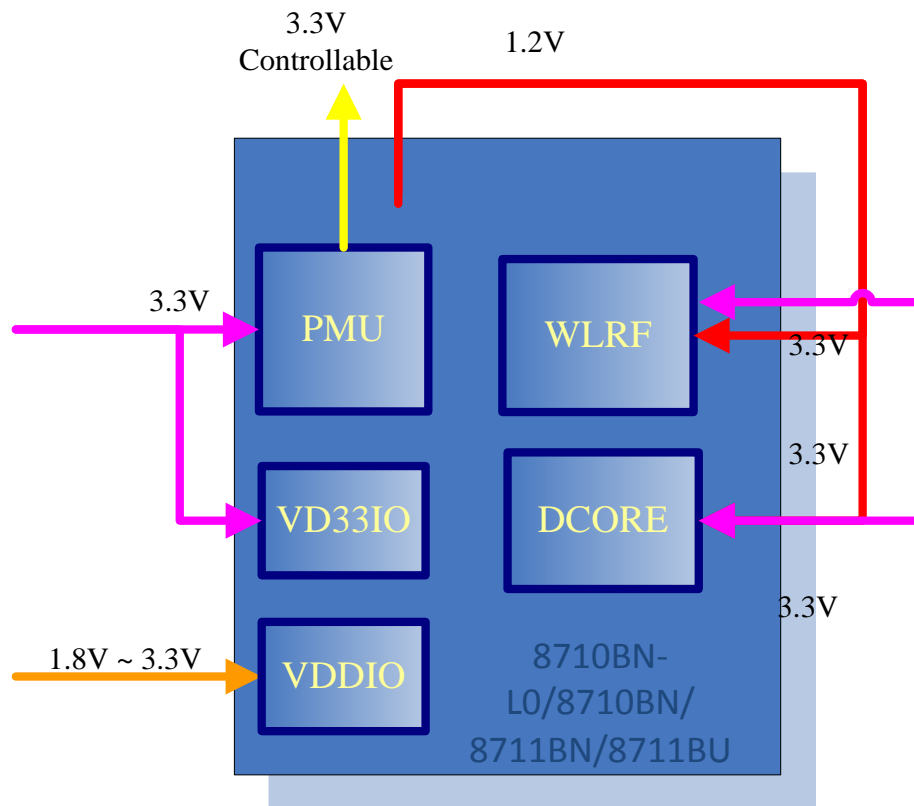 3.3V
Controllable
1.2V
3.3V
PMU
WLRF
3.3V
3.3V
VD33IO
DCORE
3.3V
1.8V ~ 3.3V
VDDIO
8710BN-
L0/8710BN/
8711BN/8711BU